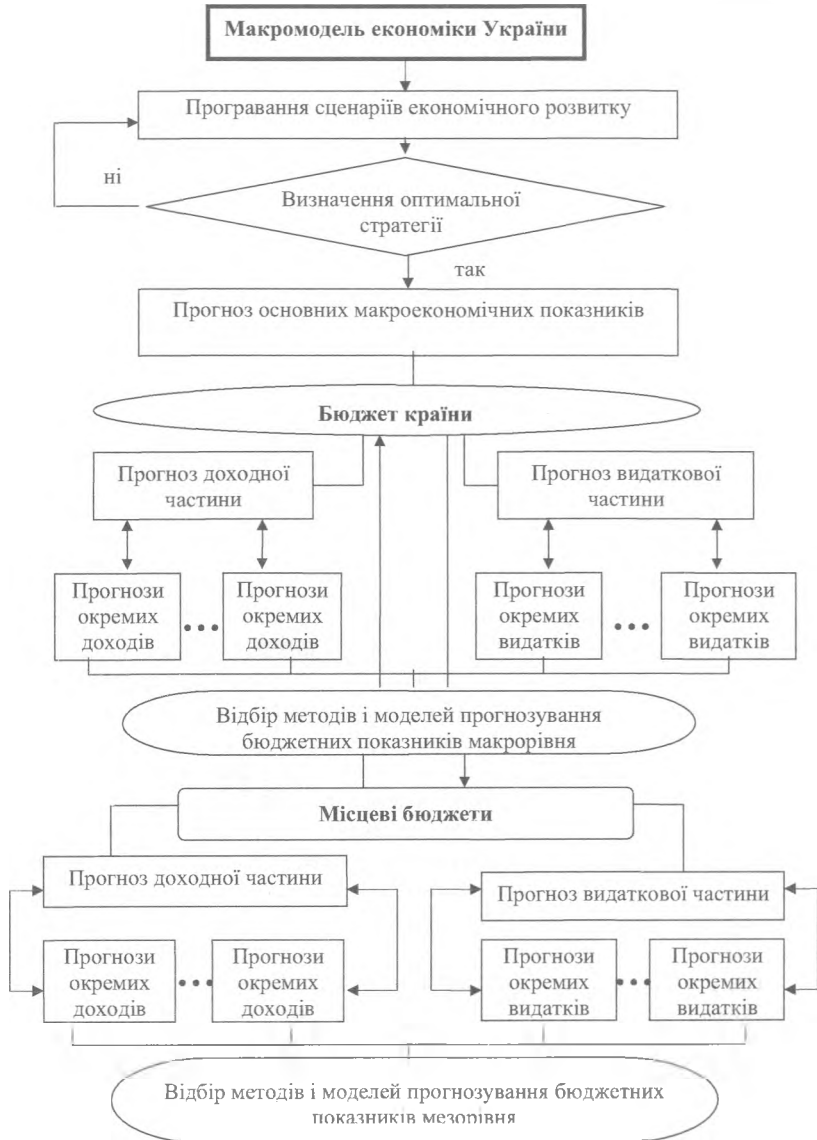 Макромодель економіки України
Програвання сценаріїв економічного розвитку
ні
Визначення оптимальної
стратегії
так
Прогноз основних макроекономічних показників
Бюджет країни
Прогноз доходної
частини
Прогноз видаткової
частини
Прогнози
окремих
доходів
Прогнози
окремих
доходів
Прогнози
окремих
видатків
Прогнози
окремих
видатків
Відбір методів і моделей прогнозування
бюджетних показників макрорівня
Місцеві бюджети
Прогноз доходної частини
Прогноз видаткової частини
Прогнози
окремих
доходів
Прогнози
окремих
доходів
Прогнози
окремих
видатків
Прогнози
окремих
видатків
Відбір методів і моделей прогнозування бюджетних
показників мезорівня